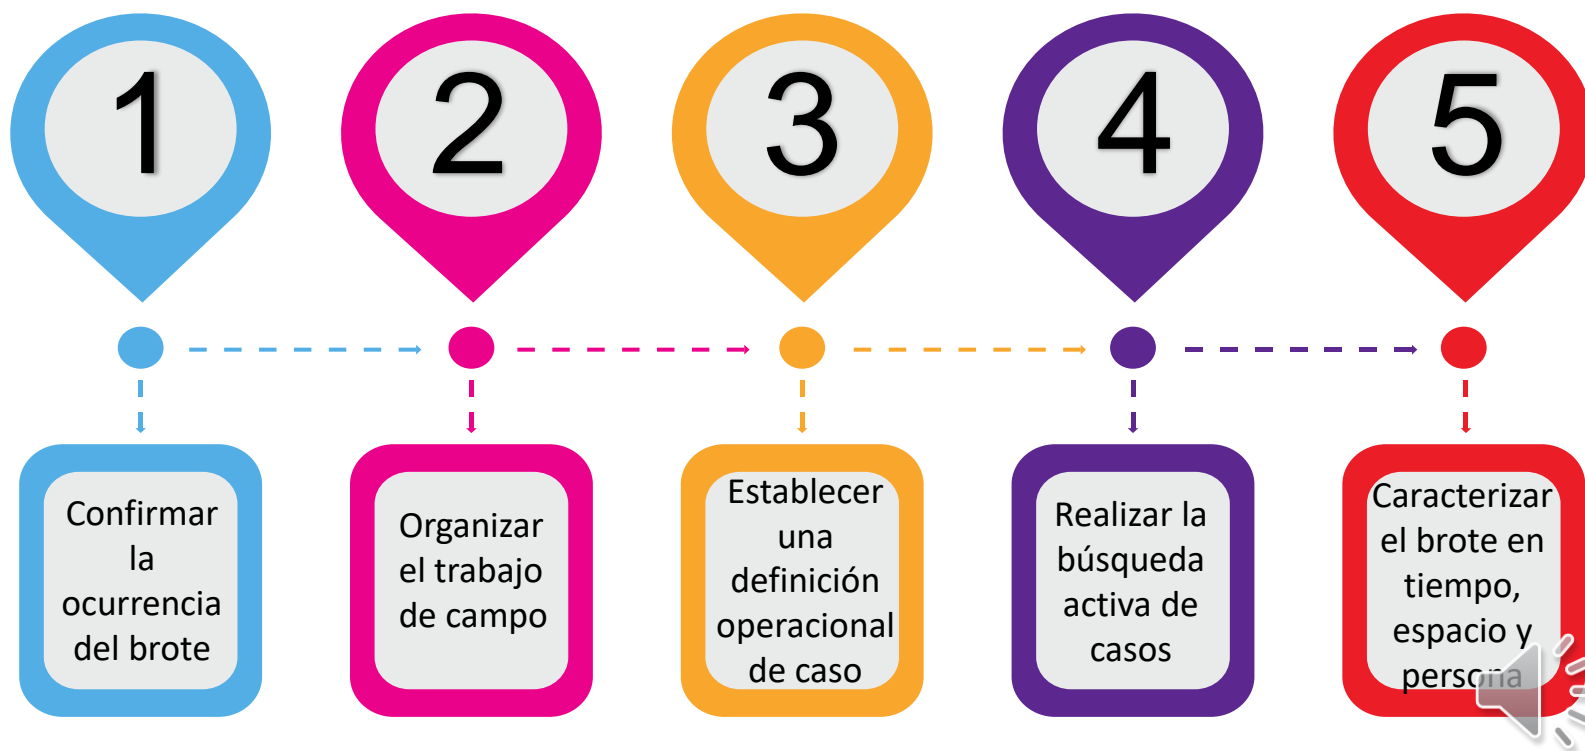 1
2
3
4
5
Confirmar
la
ocurrencia
del brote
Organizar
el trabajo
de campo
Establecer
una
definición
operacional
de caso
Realizar la
búsqueda
activa de
casos
Caracterizar
el brote en
tiempo,
espacio y
persona